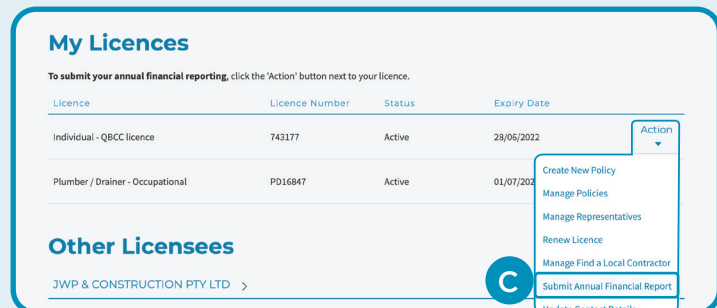 My Licences
To submit your annual financial reporting, click the 'Action' button next to your licence.
Licence Licence Number Status Expiry Date
Action
Individual - QBCC licence 743177 Active 28/06/2022
Plumber / Drainer - Occupational PD16847 Active 01/07/202
Create New Policy
Manage Policies
Manage Representatives
Renew Licence
Manage Find a Local Contractor
C Submit Annual Financial Report
Update Contact Details
Other Licensees
JWP & CONSTRUCTION PTY LTD >